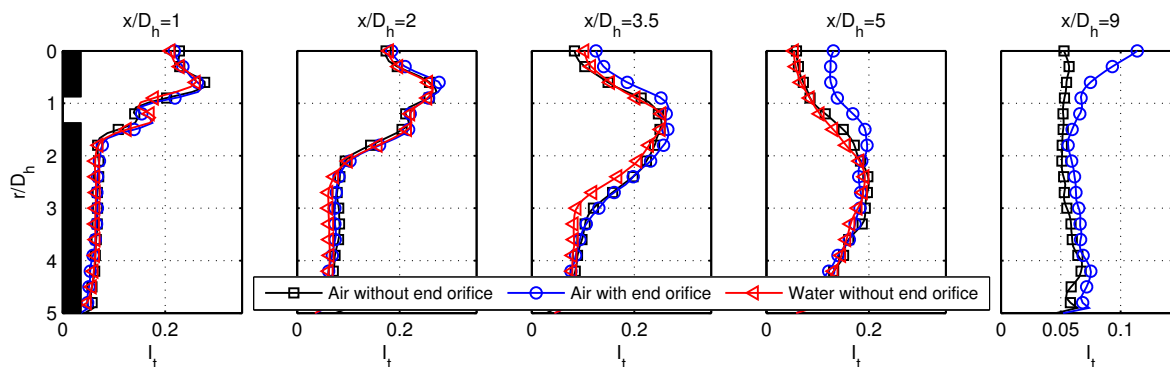 x/D_h=1 x/D_h=2 x/D_h=3.5 x/D_h=5 x/D_h=9
r/D_h
0
1
2
3
4
5
Air without end orifice Air with end orifice Water without end orifice
0 0.2 0 0.2 0 0.2 0 0.2 0 0.05 0.1
I_t I_t I_t I_t I_t